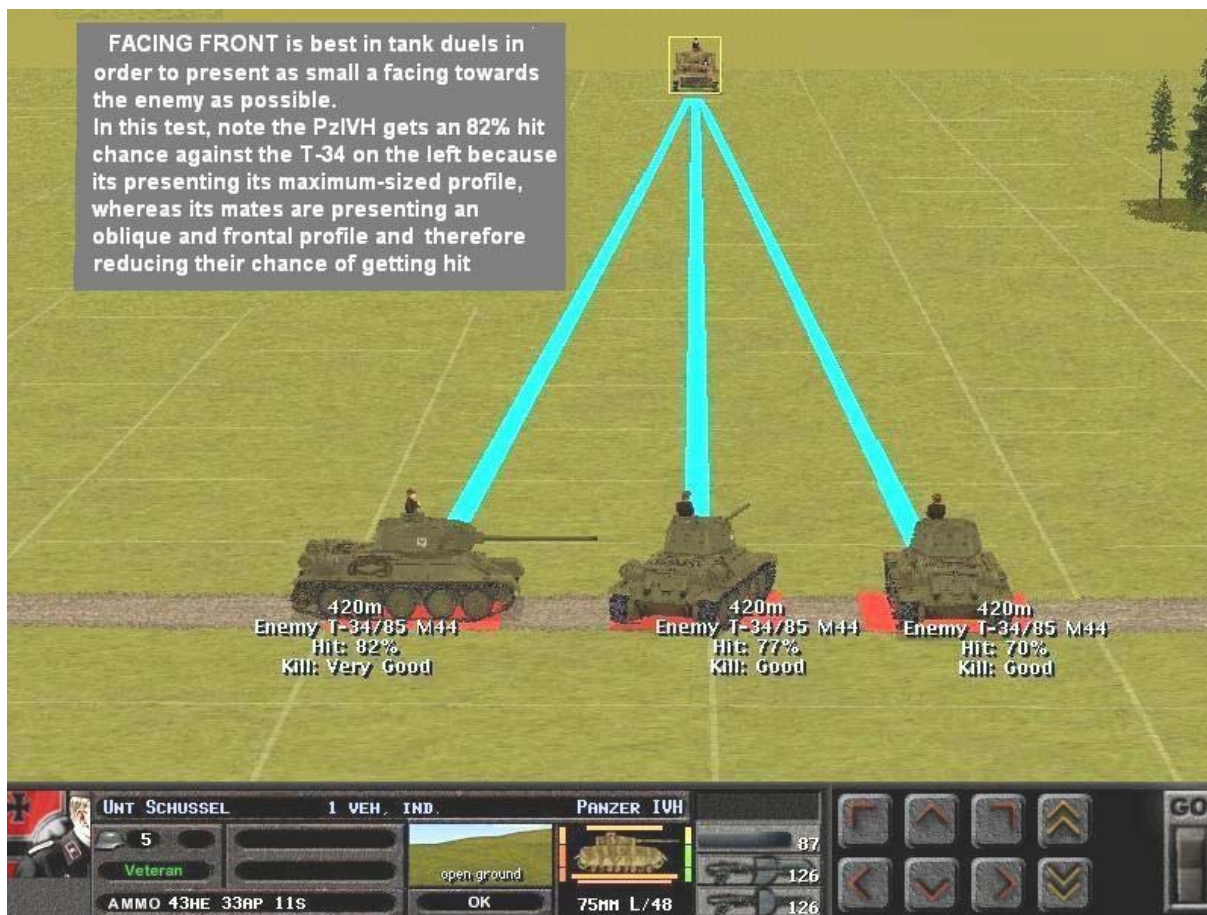 FACING FRONT is best in tank duels in
order to present as small a facing towards
the enemy as possible.
In this test, note the PzIVH gets an 82% hit
chance against the T-34 on the left because
its presenting its maximum-sized profile,
whereas its mates are presenting an
oblique and frontal profile and therefore
reducing their chance of getting hit
420m
Enemy T-34/85 M44
Hit: 82%
Kill: Very Good
420m
Enemy T-34/85 M44
Hit: 77%
Kill: Good
420m
Enemy T-34/85 M44
Hit: 70%
Kill: Good
UNT SCHUSSEL 1 VEH, IND. PANZER IVH
5
Veteran
AMMO 43HE 33AP 11S
open ground
OK
75MM L/48
87
126
126
GO